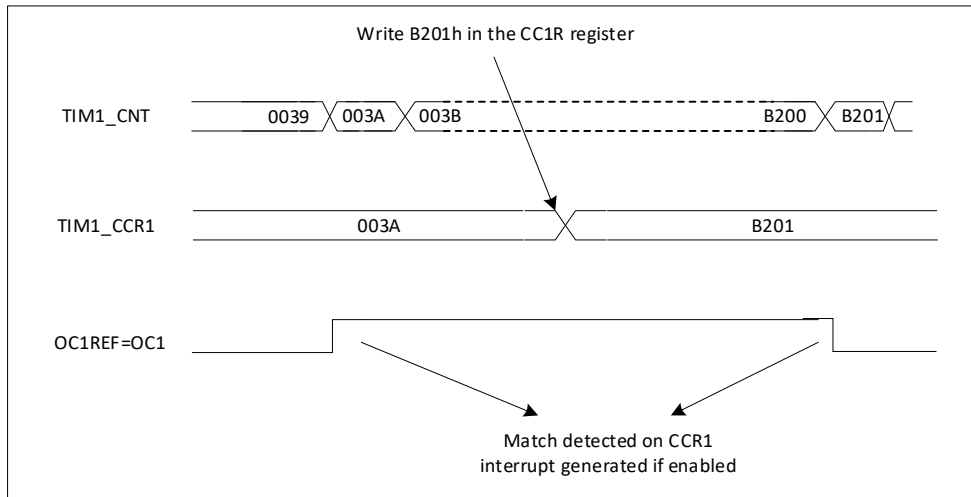 Write B201h in the CC1R register
TIM1_CNT 0039 003A 003B B200 B201
TIM1_CCR1 003A B201
OC1REF=OC1
Match detected on CCR1
interrupt generated if enabled